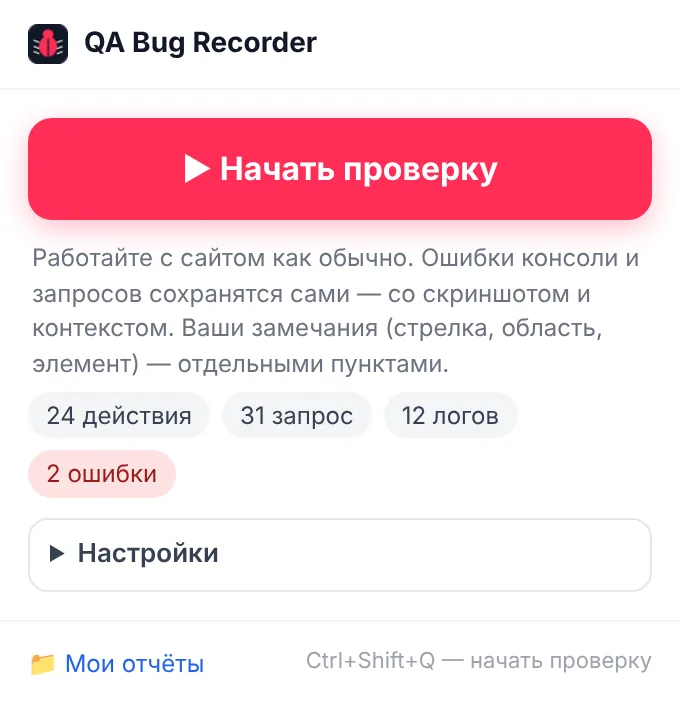 QA Bug Recorder
▶ Начать проверку
Работайте с сайтом как обычно. Ошибки консоли и
запросов сохранятся сами — со скриншотом и
контекстом. Ваши замечания (стрелка, область,
элемент) — отдельными пунктами.
24 действия 31 запрос 12 логов
2 ошибки
▶ Настройки
📁 Мои отчёты Ctrl+Shift+Q — начать проверку